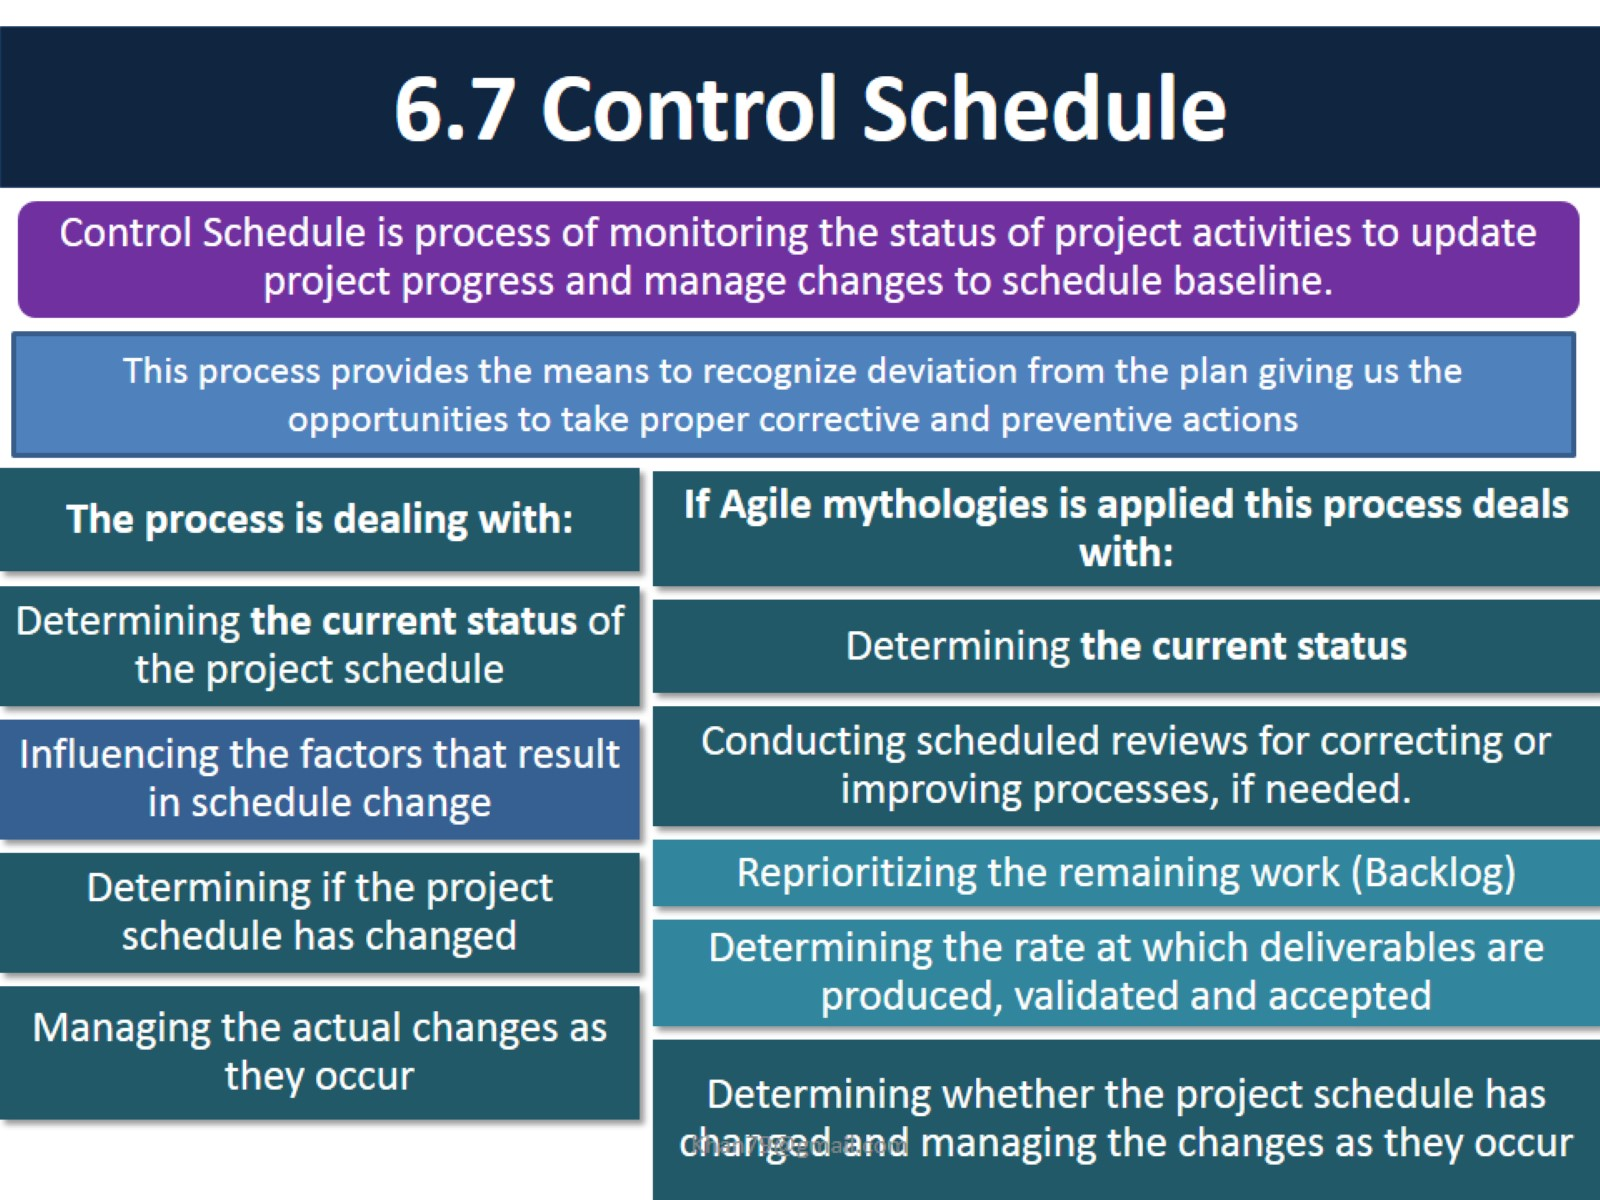 6.7 Control Schedule
Control Schedule is process of monitoring the status of project activities to update
project progress and manage changes to schedule baseline.
This process provides the means to recognize deviation from the plan giving us the
opportunities to take proper corrective and preventive actions
The process is dealing with:
Determining the current status of
the project schedule
Influencing the factors that result
in schedule change
Determining if the project
schedule has changed
Managing the actual changes as
they occur
If Agile mythologies is applied this process deals
with:
Determining the current status
Conducting scheduled reviews for correcting or
improving processes, if needed.
Reprioritizing the remaining work (Backlog)
Determining the rate at which deliverables are
produced, validated and accepted
Determining whether the project schedule has
changed and managing the changes as they occur